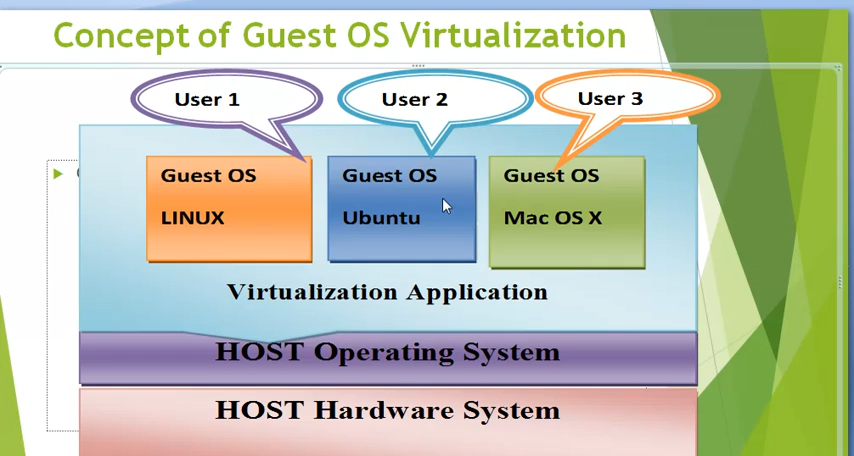 Concept of Guest OS Virtualization
User 1
User 2
User 3
Guest OS
LINUX
Guest OS
Ubuntu
Guest OS
Mac OS X
Virtualization Application
HOST Operating System
HOST Hardware System